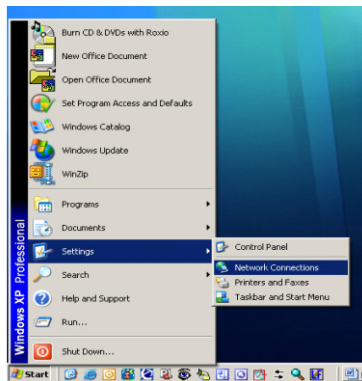 Burn CD & DVDs with Roxio
New Office Document
Open Office Document
Set Program Access and Defaults
Windows Catalog
Windows Update
WinZip
Programs
Documents
Settings
Search
Help and Support
Run...
Shut Down...
Control Panel
Network Connections
Printers and Faxes
Taskbar and Start Menu
Windows XP Professional
Start